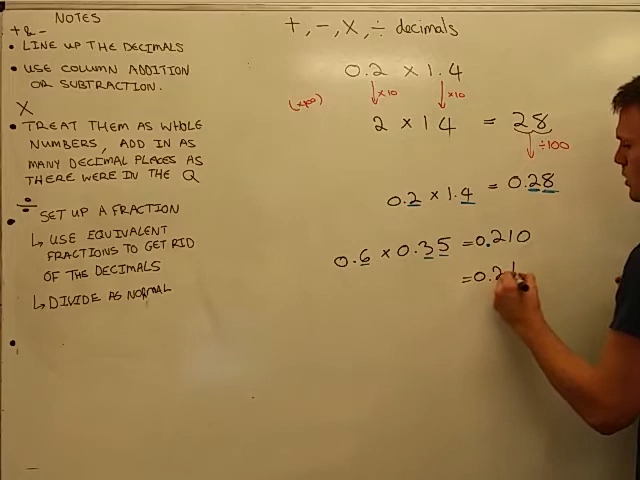 NOTES
+ & -
• LINE UP THE DECIMALS
• USE COLUMN ADDITION
OR SUBTRACTION.
X
• TREAT THEM AS WHOLE
NUMBERS, ADD IN AS
MANY DECIMAL PLACES AS
THERE WERE IN THE Q
÷
• SET UP A FRACTION
↳ USE EQUIVALENT
FRACTIONS TO GET RID
OF THE DECIMALS
↳ DIVIDE AS NORMAL
•
+, -, X, ÷ decimals
0.2 × 1.4
(×100) ×10 ×10
2 × 14 = 28
÷100
0.2 × 1.4 = 0.28
0.6 × 0.35 = 0.210
= 0.21